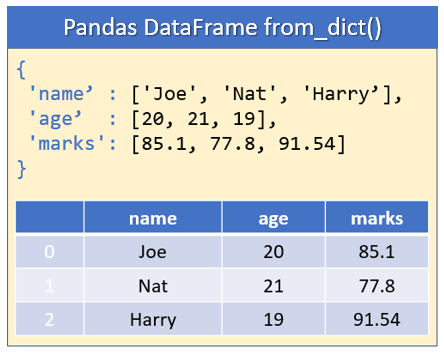 Pandas DataFrame from_dict()
{
'name’ : ['Joe', 'Nat', 'Harry’],
'age’ : [20, 21, 19],
'marks': [85.1, 77.8, 91.54]
}
name age marks
0 Joe 20 85.1
1 Nat 21 77.8
2 Harry 19 91.54